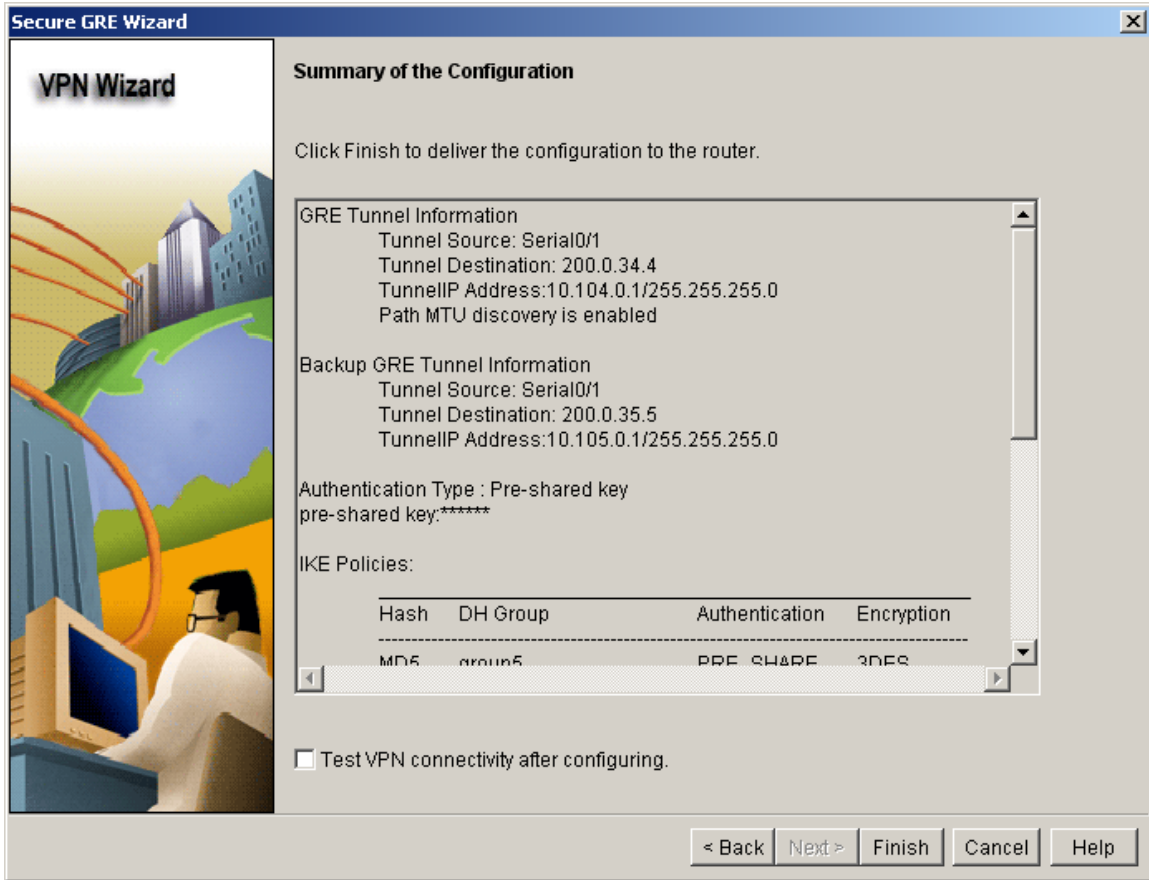 Secure GRE Wizard
VPN Wizard
Summary of the Configuration
Click Finish to deliver the configuration to the router.
GRE Tunnel Information
Tunnel Source: Serial0/1
Tunnel Destination: 200.0.34.4
TunnelIP Address:10.104.0.1/255.255.255.0
Path MTU discovery is enabled
Backup GRE Tunnel Information
Tunnel Source: Serial0/1
Tunnel Destination: 200.0.35.5
TunnelIP Address:10.105.0.1/255.255.255.0
Authentication Type : Pre-shared key
pre-shared key:******
IKE Policies:
Hash DH Group Authentication Encryption
MD5 group5 PRE_SHARE 3DES
Test VPN connectivity after configuring.
< Back Next > Finish Cancel Help